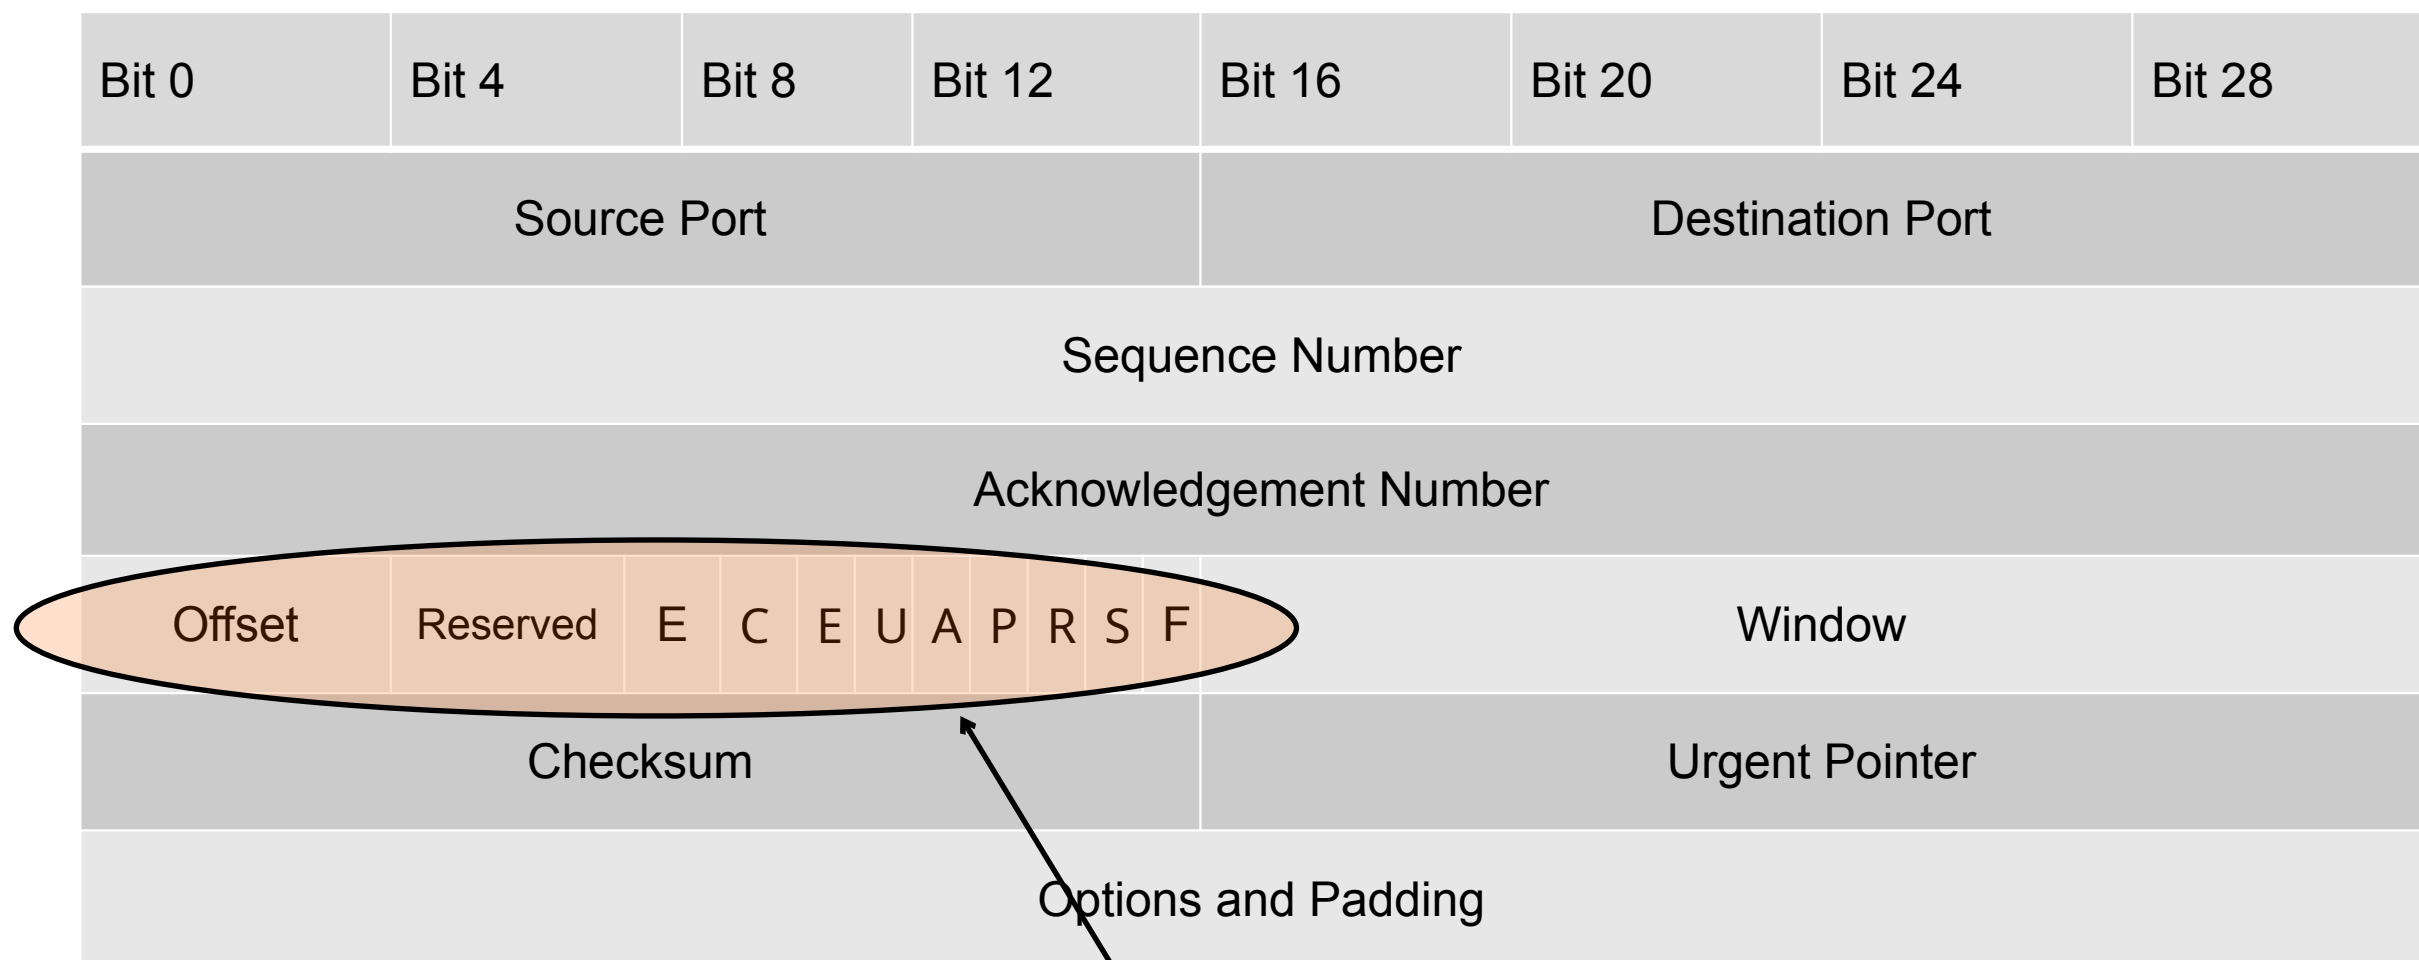 Bit 0 Bit 4 Bit 8 Bit 12 Bit 16 Bit 20 Bit 24 Bit 28
Source Port Destination Port
Sequence Number
Acknowledgement Number
Offset Reserved E C E U A P R S F Window
Checksum Urgent Pointer
Options and Padding